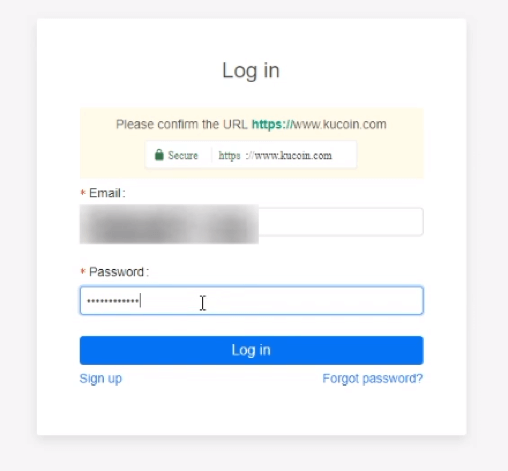 Log in
Please confirm the URL https://www.kucoin.com
Secure https ://www.kucoin.com
* Email:
* Password:
••••••••••••
Log in
Sign up Forgot password?